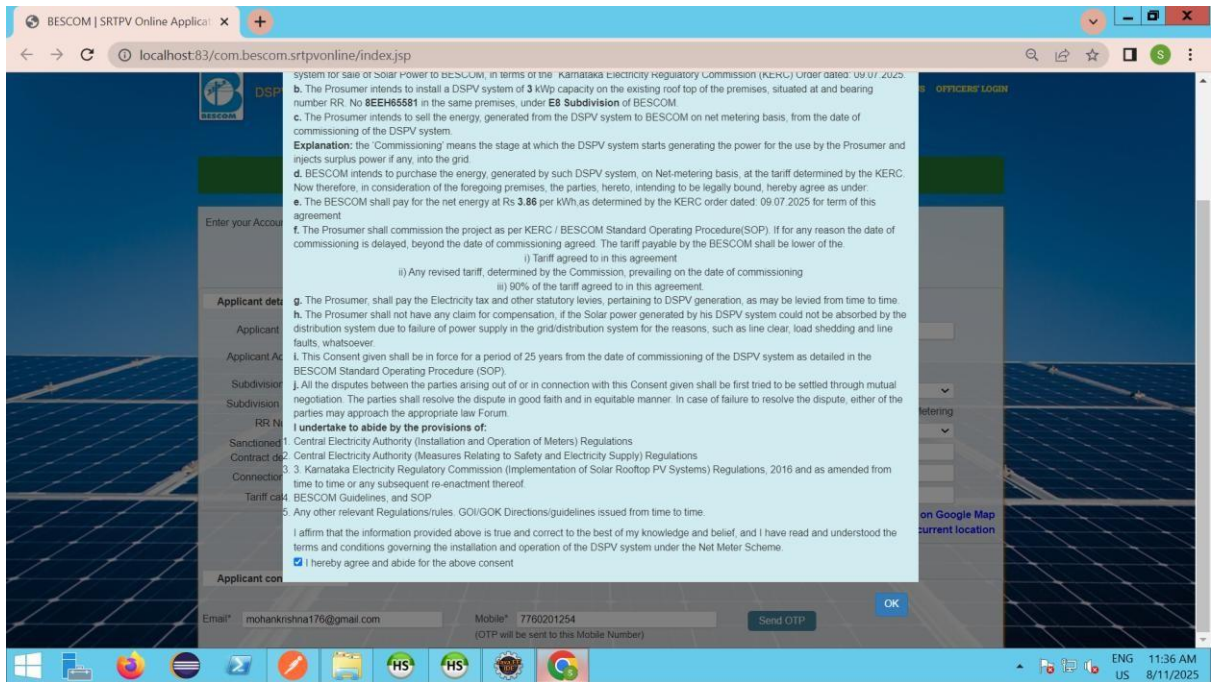 BESCOM | SRTPV Online Applicat
localhost:83/com.bescom.srtpvonline/index.jsp
S
BESCOM
DSP
OFFICERS' LOGIN
system for sale of Solar Power to BESCOM, in terms of the Karnataka Electricity Regulatory Commission (KERC) Order dated: 09.07.2025.
b. The Prosumer intends to install a DSPV system of 3 kWp capacity on the existing roof top of the premises, situated at and bearing
number RR. No 8EEH65581 in the same premises, under E8 Subdivision of BESCOM.
c. The Prosumer intends to sell the energy, generated from the DSPV system to BESCOM on net metering basis, from the date of
commissioning of the DSPV system.
Explanation: the 'Commissioning' means the stage at which the DSPV system starts generating the power for the use by the Prosumer and
injects surplus power if any, into the grid.
d. BESCOM intends to purchase the energy, generated by such DSPV system, on Net-metering basis, at the tariff determined by the KERC.
Now therefore, in consideration of the foregoing premises, the parties, hereto, intending to be legally bound, hereby agree as under:
e. The BESCOM shall pay for the net energy at Rs 3.86 per kWh,as determined by the KERC order dated: 09.07.2025 for term of this
agreement
Enter your Accou
f. The Prosumer shall commission the project as per KERC / BESCOM Standard Operating Procedure(SOP). If for any reason the date of
commissioning is delayed, beyond the date of commissioning agreed. The tariff payable by the BESCOM shall be lower of the.
i) Tariff agreed to in this agreement
ii) Any revised tariff, determined by the Commission, prevailing on the date of commissioning
iii) 90% of the tariff agreed to in this agreement.
Applicant deta
g. The Prosumer, shall pay the Electricity tax and other statutory levies, pertaining to DSPV generation, as may be levied from time to time.
h. The Prosumer shall not have any claim for compensation, if the Solar power generated by his DSPV system could not be absorbed by the
Applicant
distribution system due to failure of power supply in the grid/distribution system for the reasons, such as line clear, load shedding and line
faults, whatsoever.
Applicant Ac
i. This Consent given shall be in force for a period of 25 years from the date of commissioning of the DSPV system as detailed in the
BESCOM Standard Operating Procedure (SOP).
Subdivision
j. All the disputes between the parties arising out of or in connection with this Consent given shall be first tried to be settled through mutual
negotiation. The parties shall resolve the dispute in good faith and in equitable manner. In case of failure to resolve the dispute, either of the
Subdivision
parties may approach the appropriate law Forum.
etering
RR N
I undertake to abide by the provisions of:
Sanctioned
1. Central Electricity Authority (Installation and Operation of Meters) Regulations
Contract de
2. Central Electricity Authority (Measures Relating to Safety and Electricity Supply) Regulations
3. 3. Karnataka Electricity Regulatory Commission (Implementation of Solar Rooftop PV Systems) Regulations, 2016 and as amended from
Connection
time to time or any subsequent re-enactment thereof.
Tariff cat
4. BESCOM Guidelines, and SOP
5. Any other relevant Regulations/rules. GOI/GOK Directions/guidelines issued from time to time.
on Google Map
I affirm that the information provided above is true and correct to the best of my knowledge and belief, and I have read and understood the
current location
terms and conditions governing the installation and operation of the DSPV system under the Net Meter Scheme.
I hereby agree and abide for the above consent
Applicant con
OK
Email* mohankrishna176@gmail.com Mobile* 7760201254 Send OTP
(OTP will be sent to this Mobile Number)
HS HS
ENG 11:36 AM
US 8/11/2025